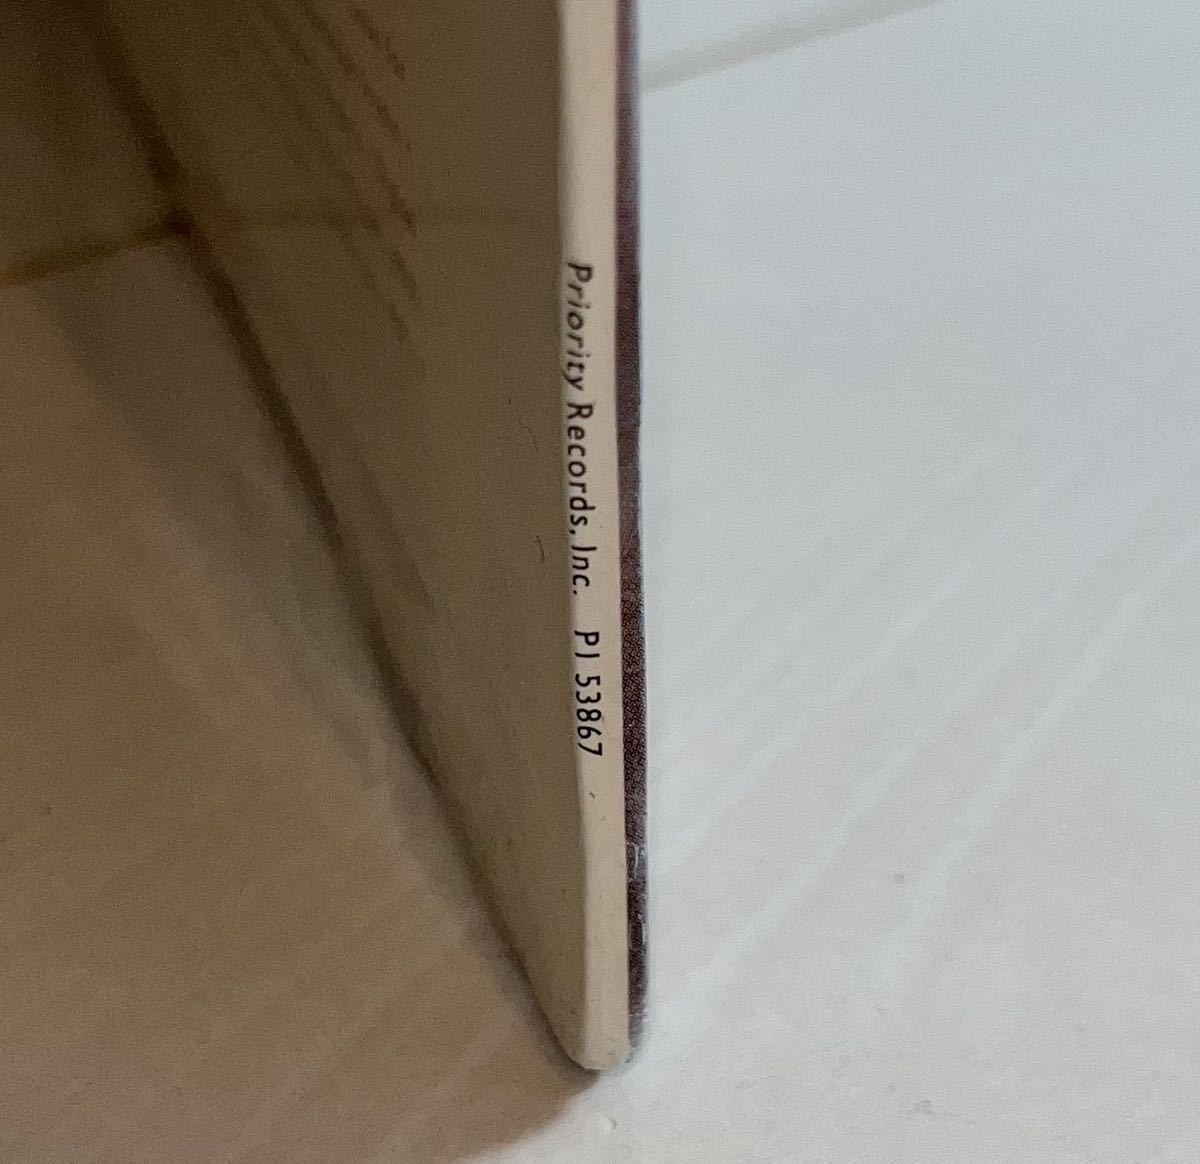 Priority Records, Inc. P1 53867